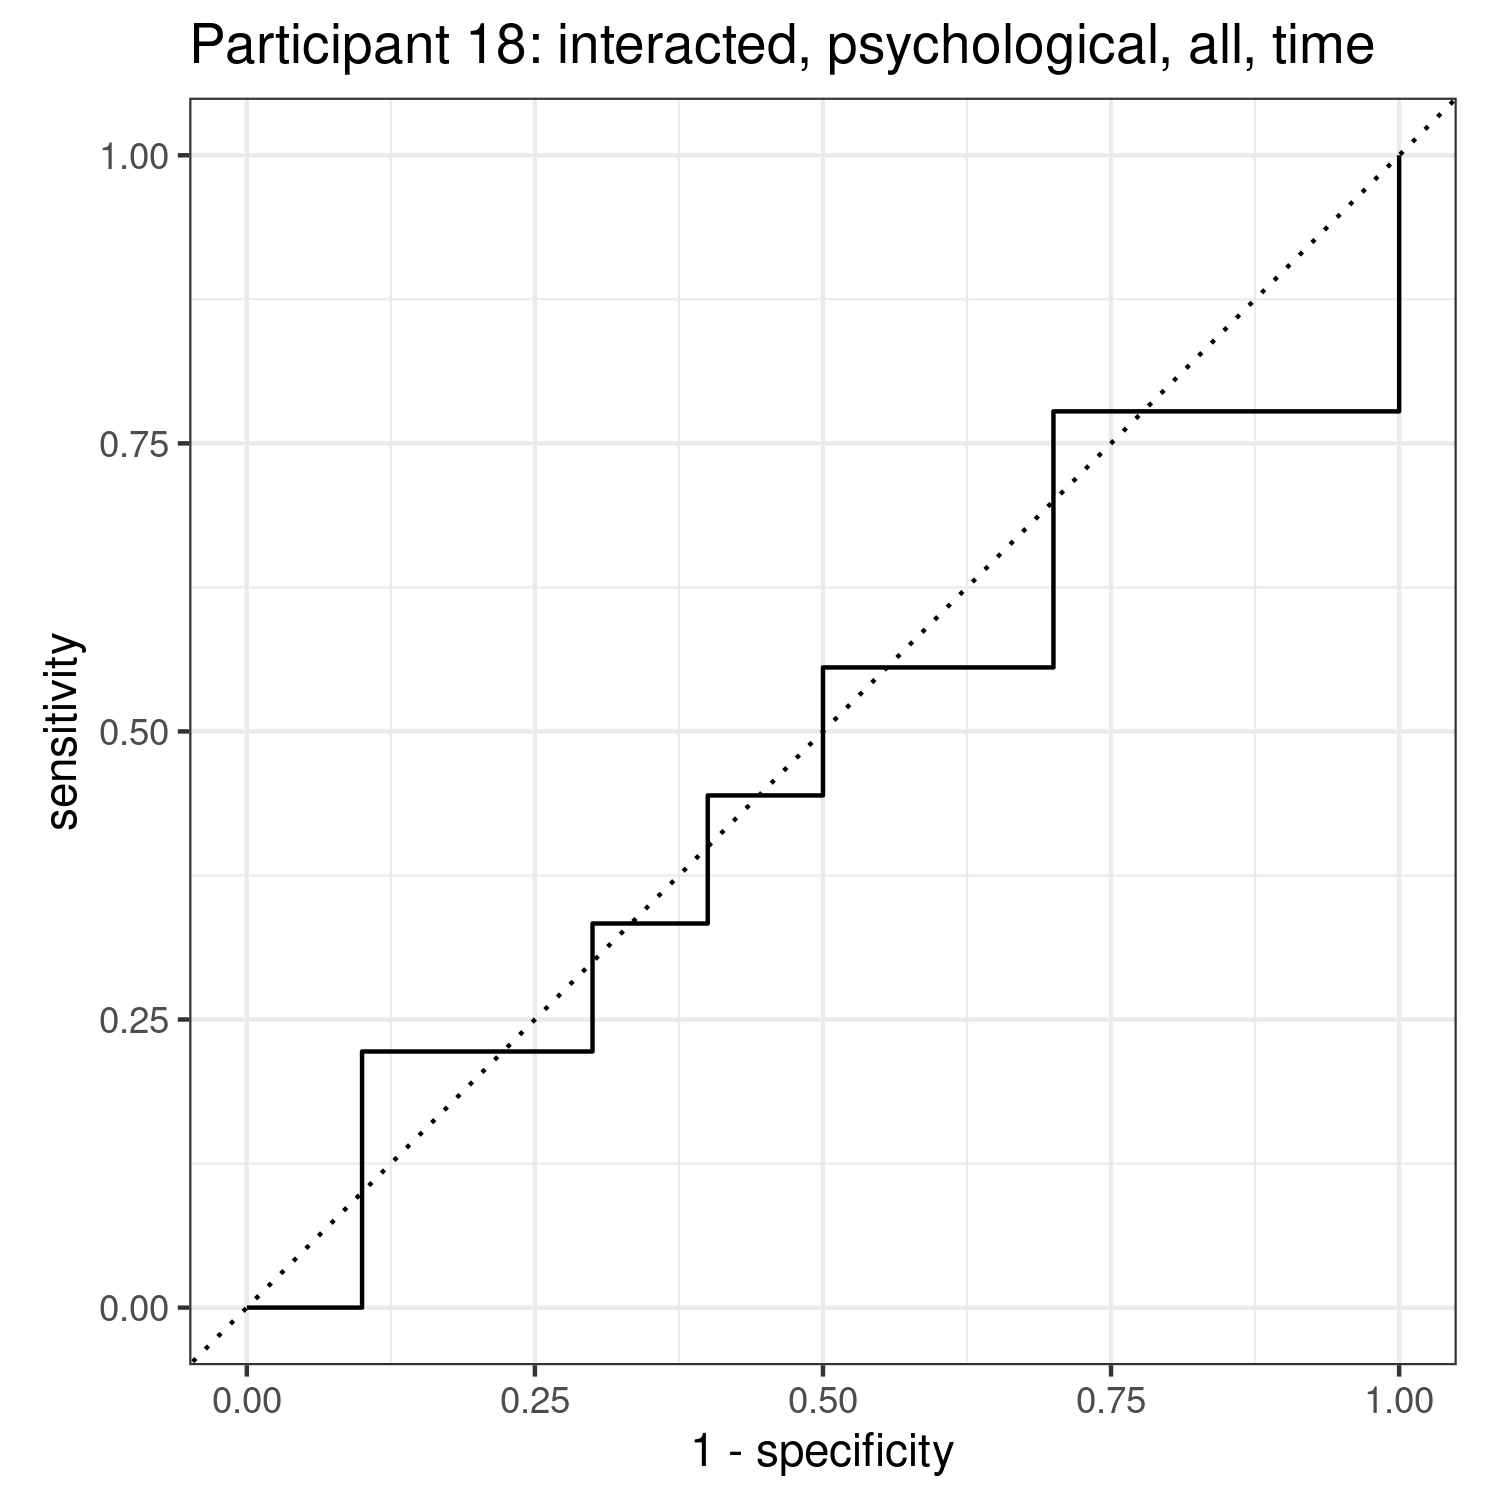 Participant 18: interacted, psychological, all, time
1.00
0.75
0.50
0.25
0.00
sensitivity
0.00 0.25 0.50 0.75 1.00
1 - specificity